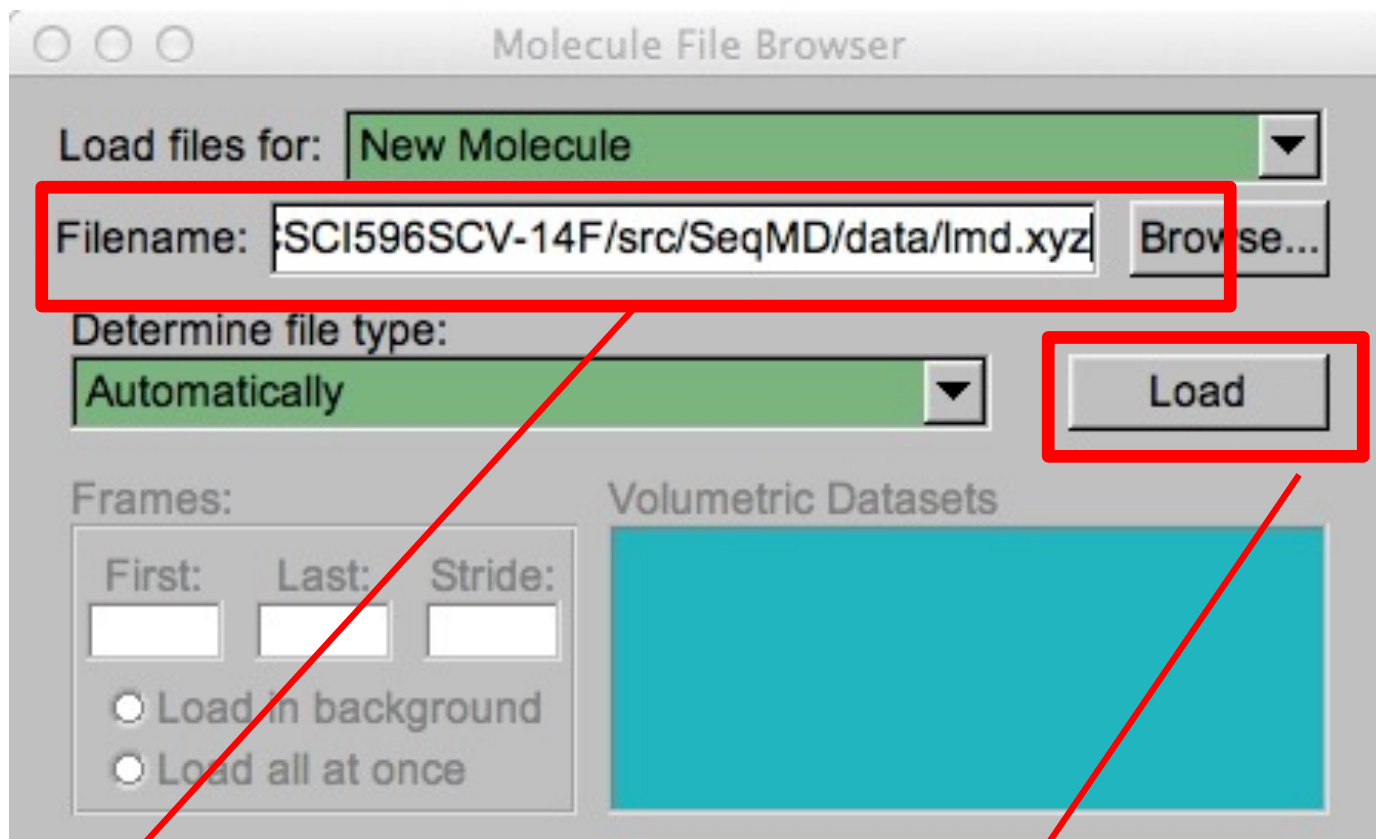 Molecule File Browser
Load files for: New Molecule
Filename: SCI596SCV-14F/src/SeqMD/data/lmd.xyz Browse...
Determine file type:
Automatically
Load
Frames:
Volumetric Datasets
First: Last: Stride:
Load in background
Load all at once